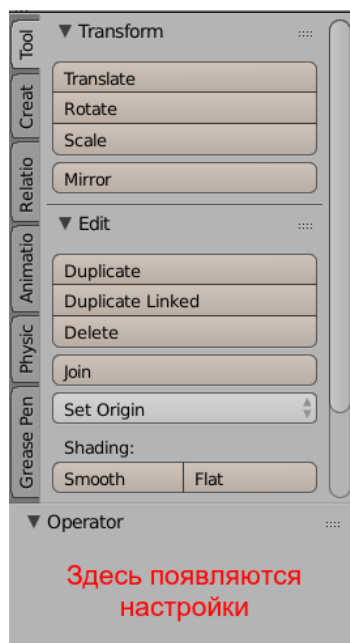 Tool
Creat
Relatio
Animatio
Physic
Grease Pen
▼ Transform
Translate
Rotate
Scale
Mirror
▼ Edit
Duplicate
Duplicate Linked
Delete
Join
Set Origin
Shading:
Smooth Flat
▼ Operator
Здесь появляются
настройки